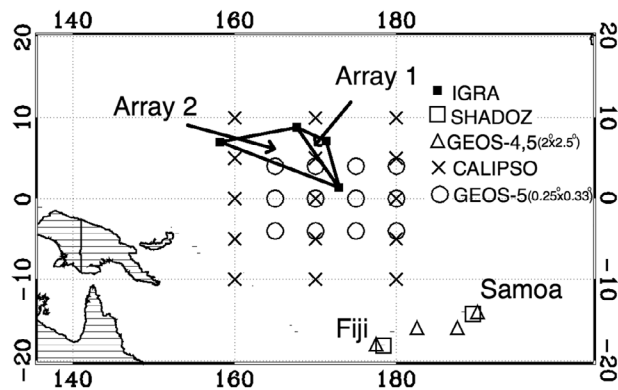 140 160 180
20 20
Array 1
Array 2
10 10
IGRA
SHADOZ
GEOS-4,5(2°x2.5°)
CALIPSO
GEOS-5(0.25°x0.33°)
0 0
-10 -10
Samoa
Fiji
-20 -20
140 160 180